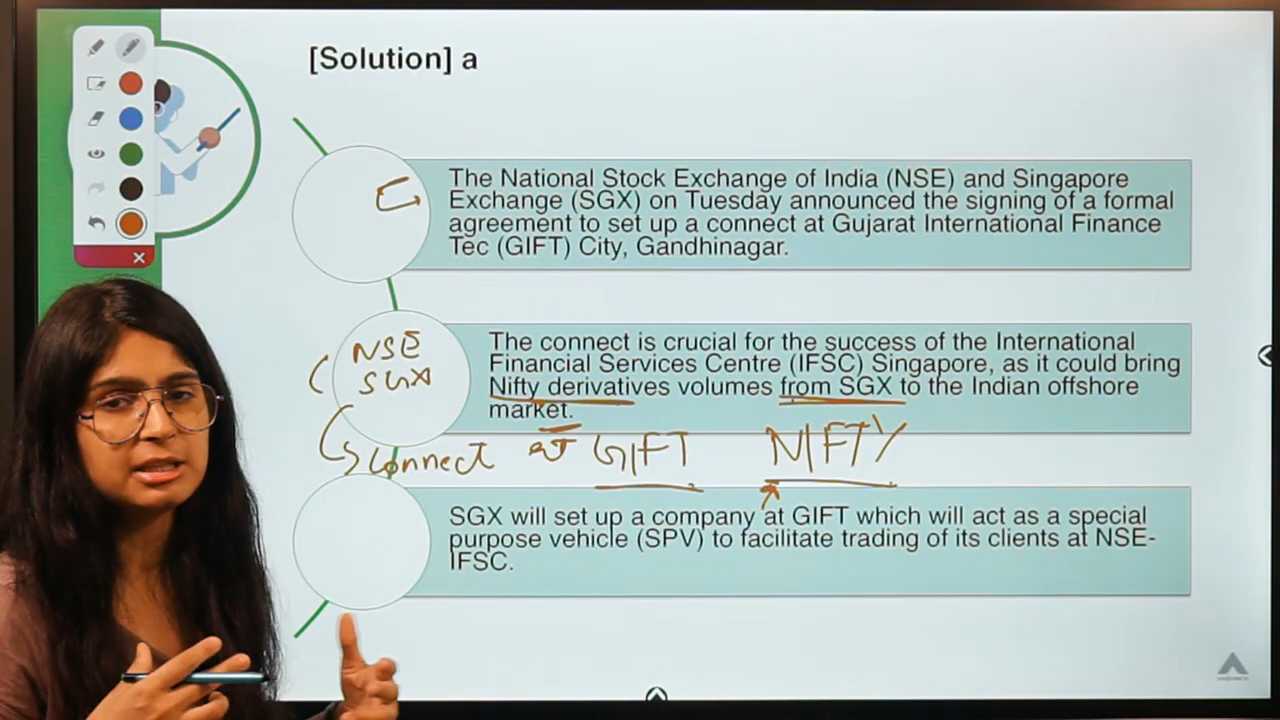 [Solution] a
The National Stock Exchange of India (NSE) and Singapore
Exchange (SGX) on Tuesday announced the signing of a formal
agreement to set up a connect at Gujarat International Finance
Tec (GIFT) City, Gandhinagar.
NSE
SGX
The connect is crucial for the success of the International
Financial Services Centre (IFSC) Singapore, as it could bring
Nifty derivatives volumes from SGX to the Indian offshore
market.
connect at GIFT NIFTY
SGX will set up a company at GIFT which will act as a special
purpose vehicle (SPV) to facilitate trading of its clients at NSE-
IFSC.